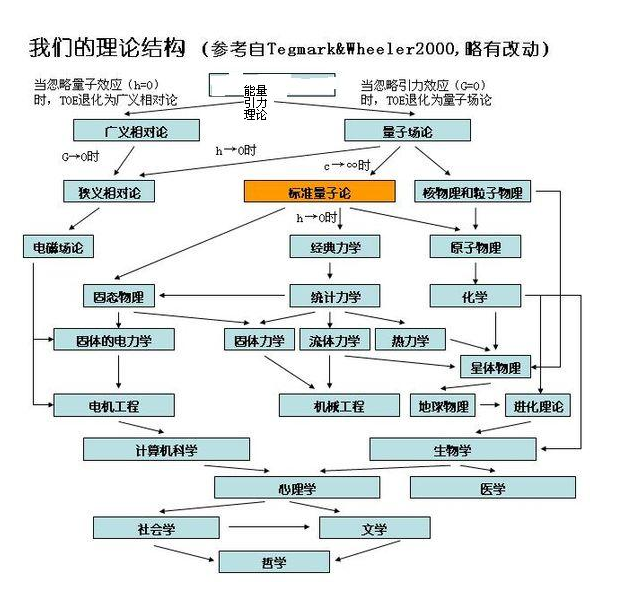 我们的理论结构 (参考自Tegmark&Wheeler2000,略有改动)
当忽略量子效应(h=0)
时,TOE退化为广义相对论
能量
引力
理论
当忽略引力效应(G=0)
时,TOE退化为量子场论
广义相对论
量子场论
G→0时
h→0时
c→∞时
狭义相对论
标准量子论
核物理和粒子物理
h→0时
电磁场论
经典力学
原子物理
固态物理
统计力学
化学
固体的电力学
固体力学
流体力学
热力学
星体物理
电机工程
机械工程
地球物理
进化理论
计算机科学
生物学
心理学
医学
社会学
文学
哲学